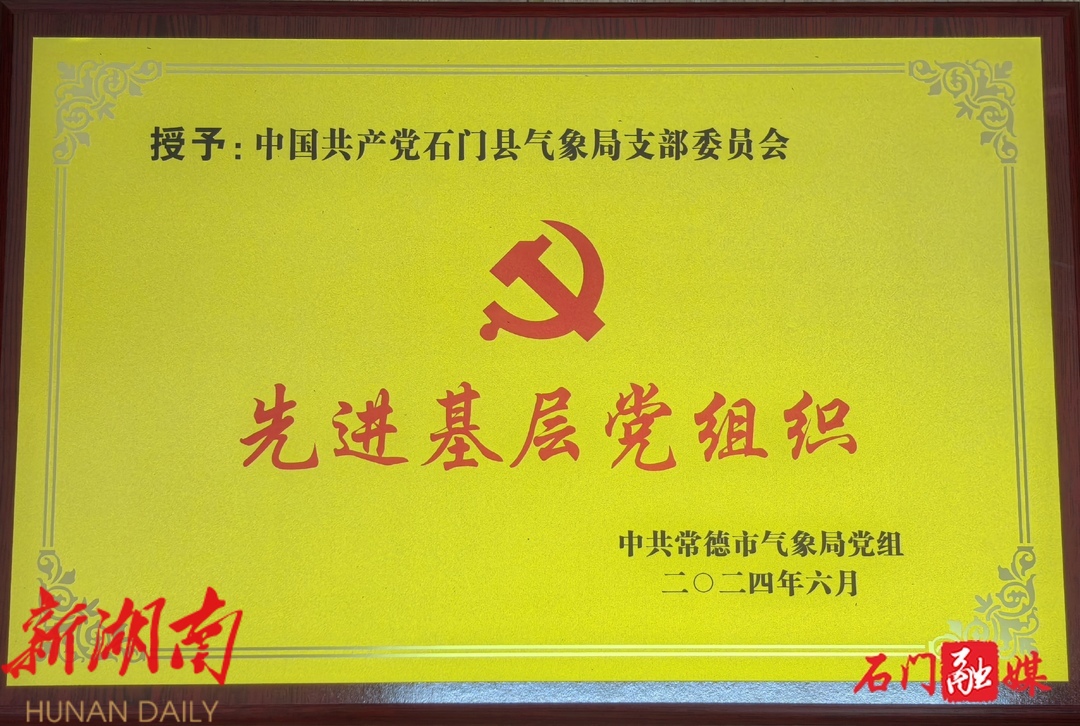 授予：中国共产党石门县气象局支部委员会
先进基层党组织
中共常德市气象局党组
二〇二四年六月
新湖南
HUNAN DAILY
石门融媒